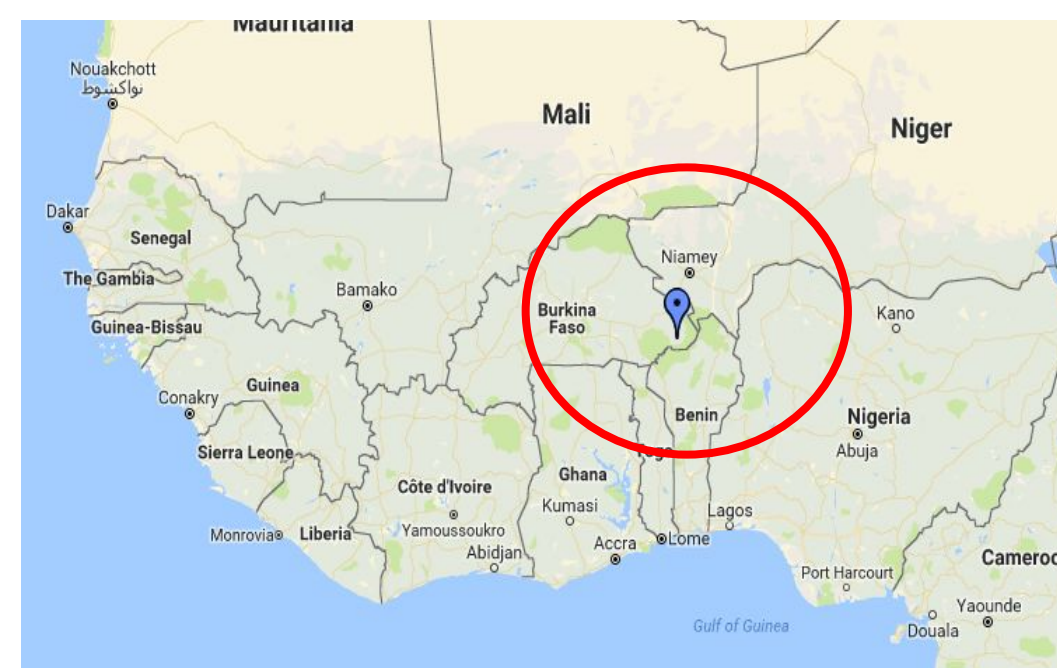 Mauritania
Nouakchott
نواكشوط
Mali
Niger
Dakar
Senegal
Niamey
The Gambia
Bamako
Burkina
Faso
Kano
Guinea-Bissau
Guinea
Conakry
Benin
Nigeria
Abuja
Sierra Leone
Togo
Ghana
Côte d'Ivoire
Kumasi
Lagos
Monrovia
Liberia
Yamoussoukro
Abidjan
Accra
Lome
Cameroo
Port Harcourt
Yaounde
Gulf of Guinea
Douala